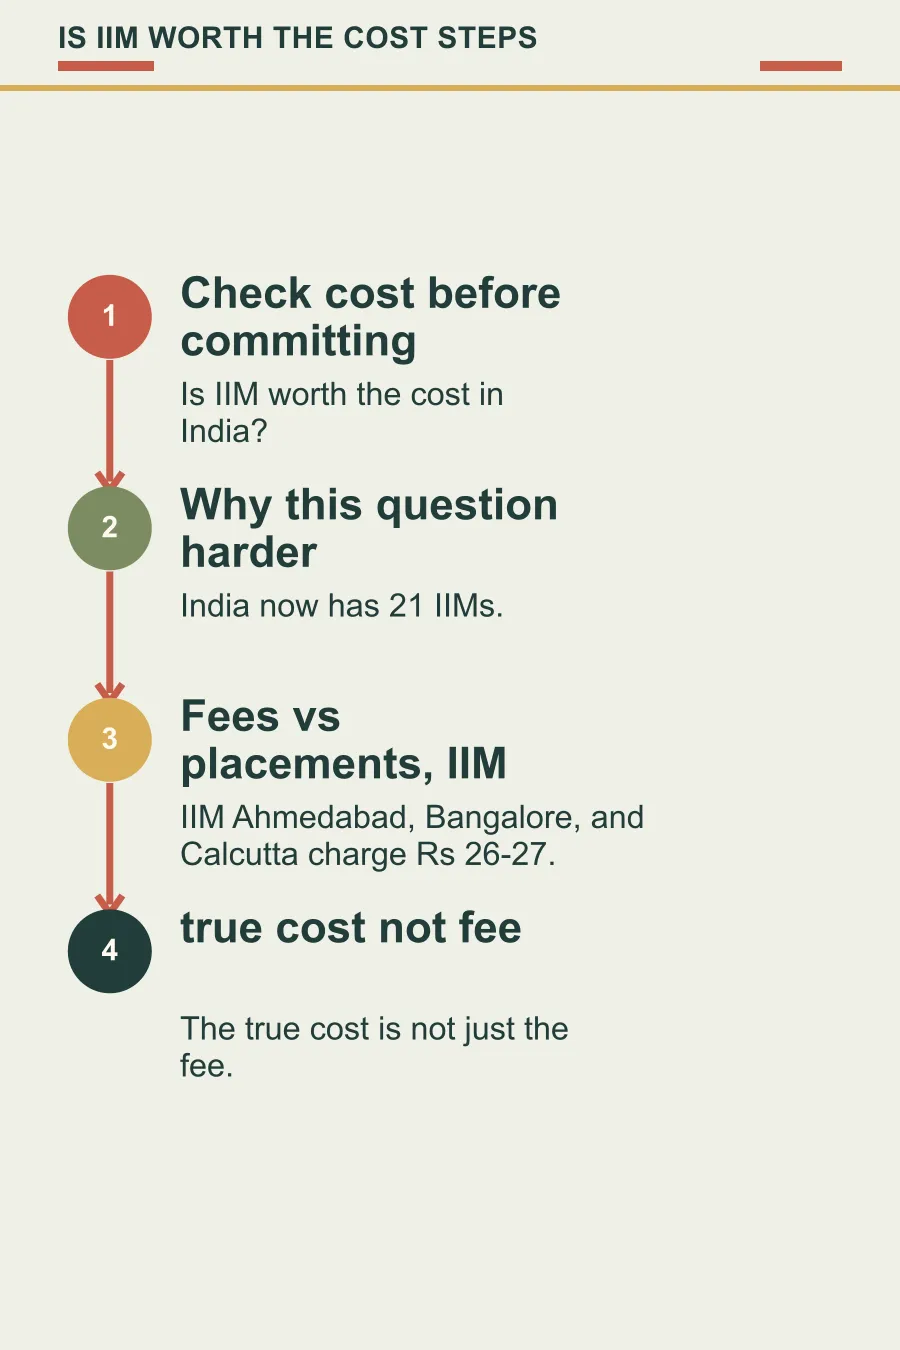 IS IIM WORTH THE COST STEPS
1
Check cost before
committing
Is IIM worth the cost in
India?
2
Why this question
harder
India now has 21 IIMs.
3
Fees vs
placements, IIM
IIM Ahmedabad, Bangalore, and
Calcutta charge Rs 26-27.
4
true cost not fee
The true cost is not just the
fee.